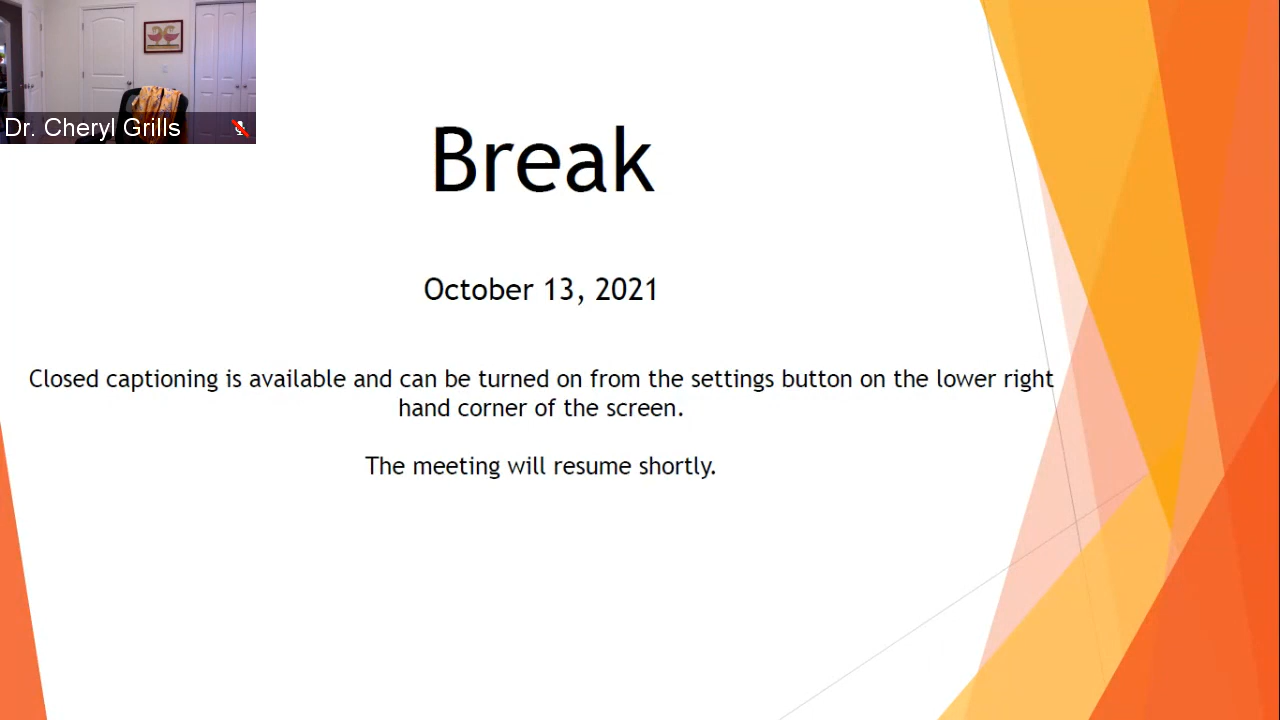 Dr. Cheryl Grills
Break
October 13, 2021
Closed captioning is available and can be turned on from the settings button on the lower right
hand corner of the screen.
The meeting will resume shortly.